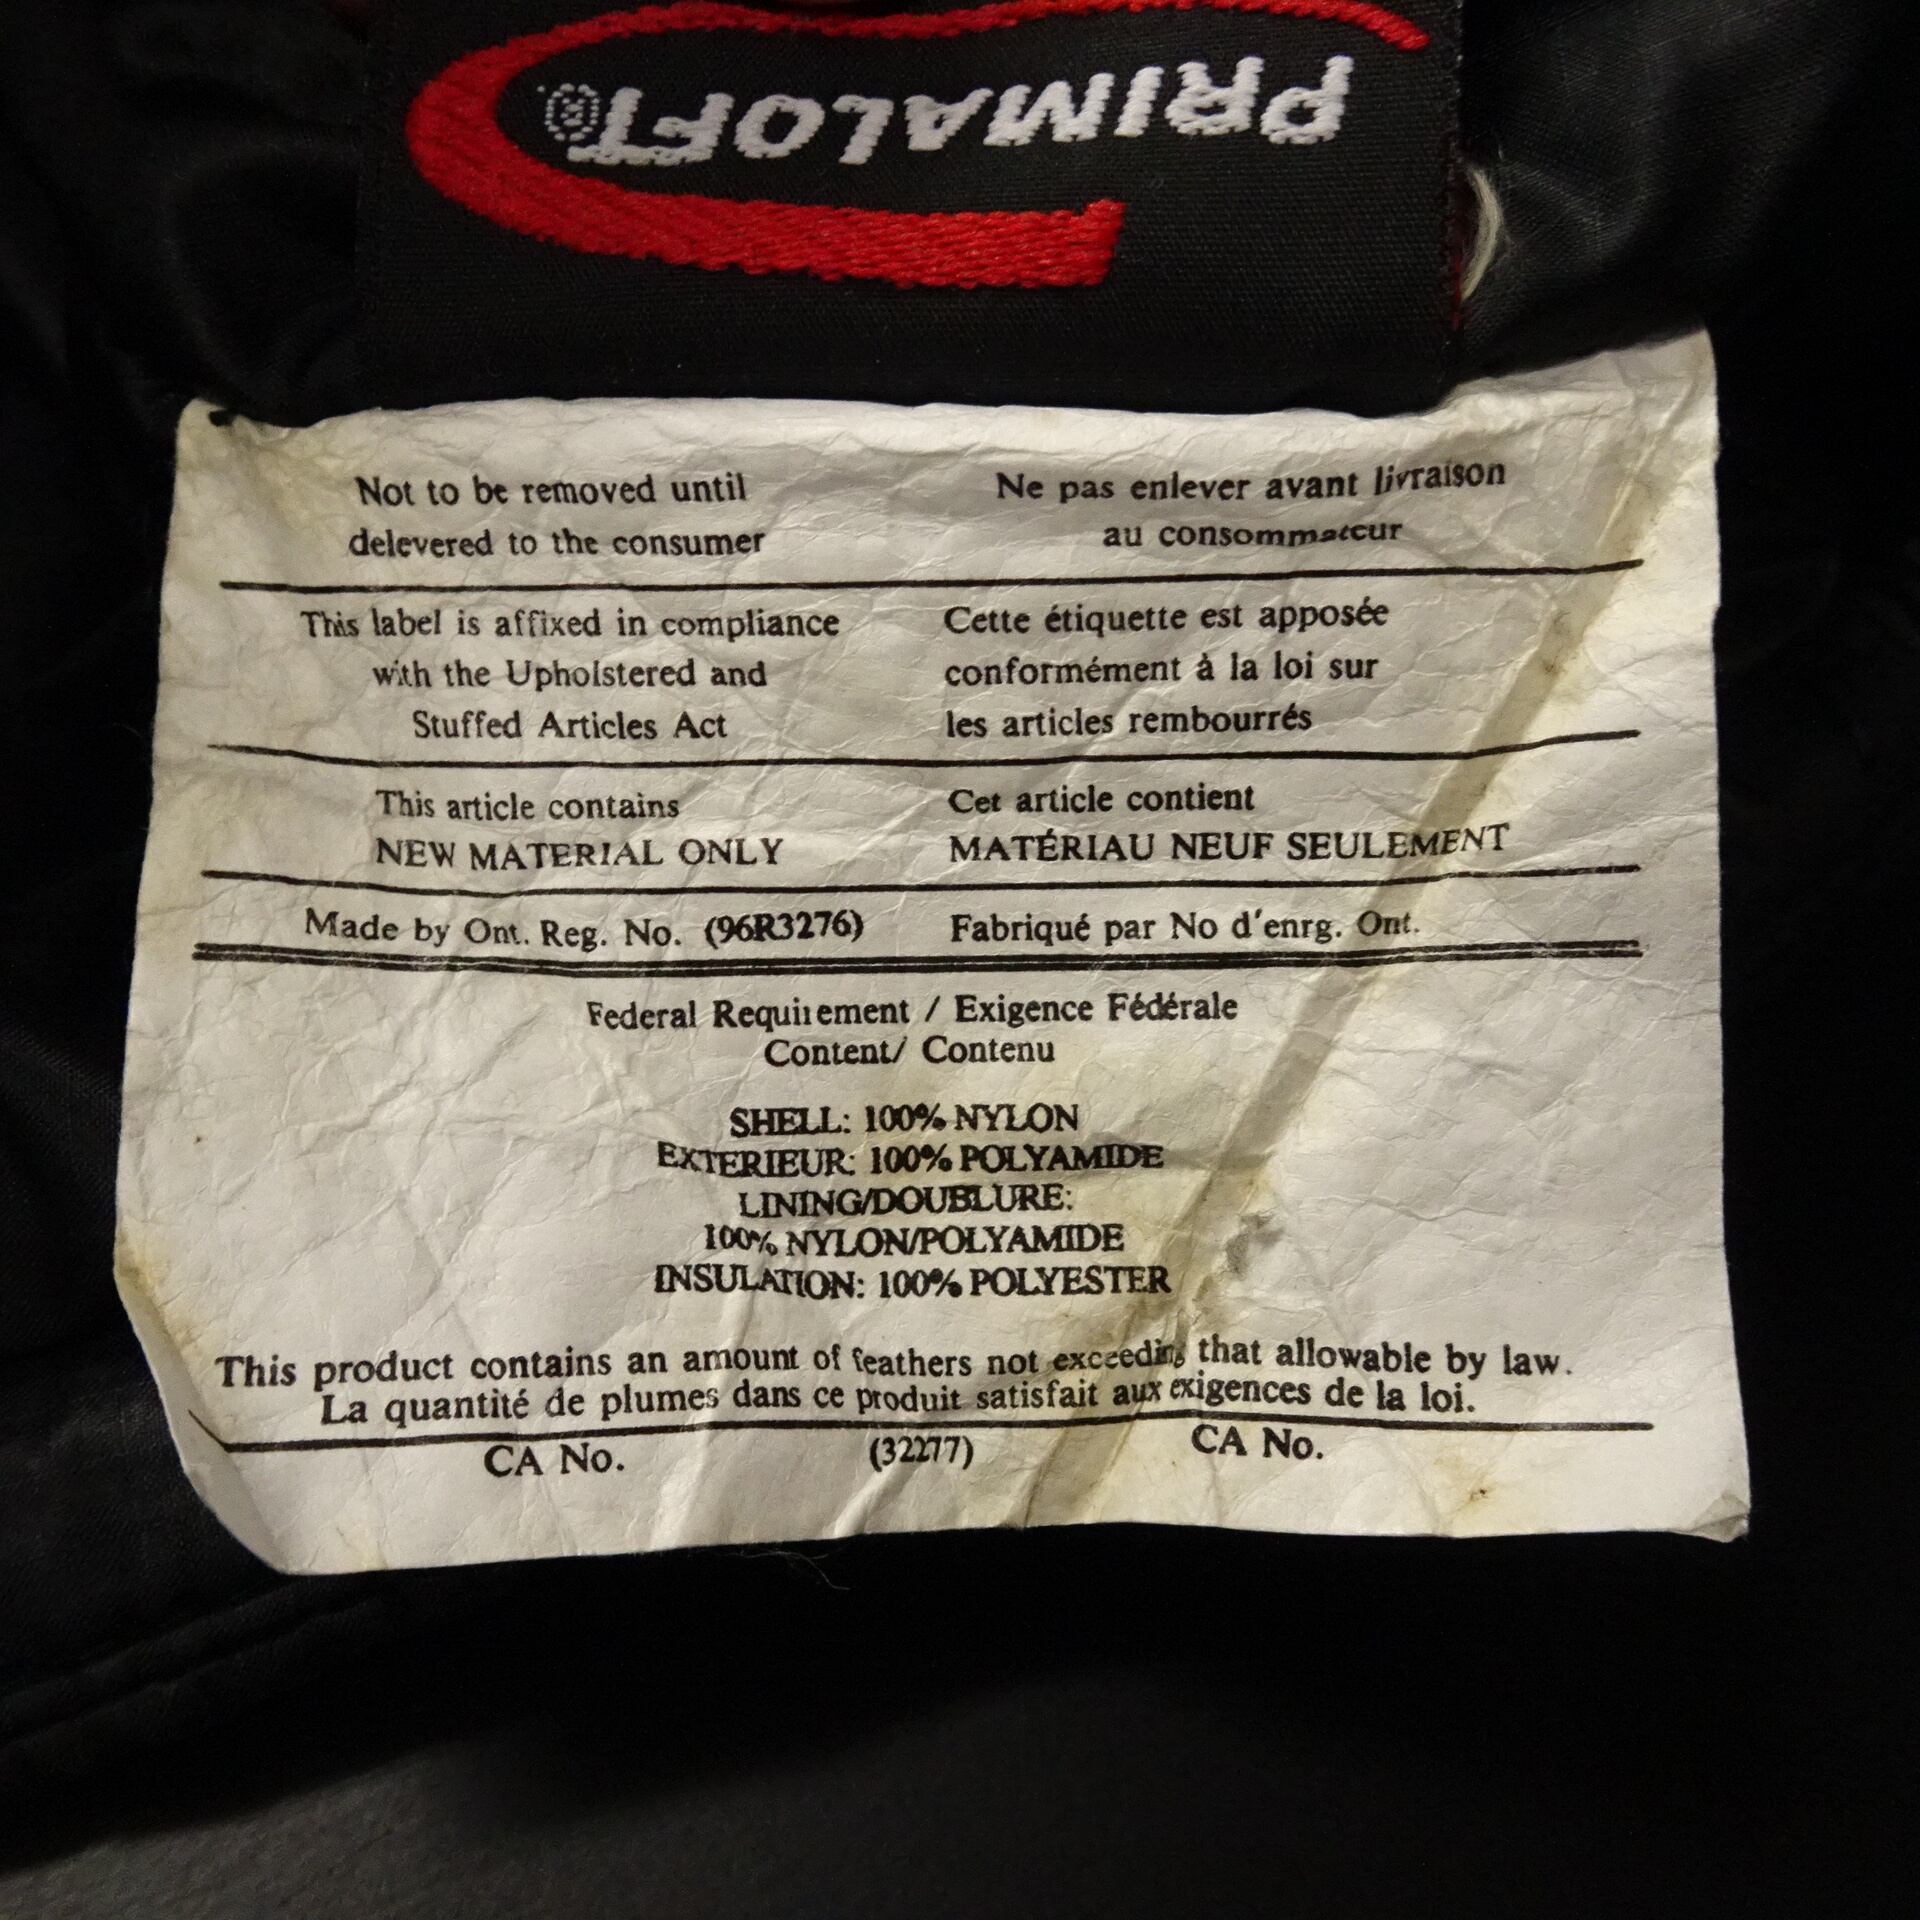 PRIMALOFT®
Not to be removed until
delevered to the consumer
Ne pas enlever avant livraison
au consommateur
This label is affixed in compliance
with the Upholstered and
Stuffed Articles Act
Cette étiquette est apposée
conformément à la loi sur
les articles rembourrés
This article contains
NEW MATERIAL ONLY
Cet article contient
MATÉRIAU NEUF SEULEMENT
Made by Ont. Reg. No. (96R3276) Fabriqué par No d'enrg. Ont.
Federal Requirement / Exigence Fédérale
Content/ Contenu
SHELL: 100% NYLON
EXTERIEUR: 100% POLYAMIDE
LINING/DOUBLURE:
100% NYLON/POLYAMIDE
INSULATION: 100% POLYESTER
This product contains an amount of feathers not exceeding that allowable by law.
La quantité de plumes dans ce produit satisfait aux exigences de la loi.
CA No. (32277) CA No.